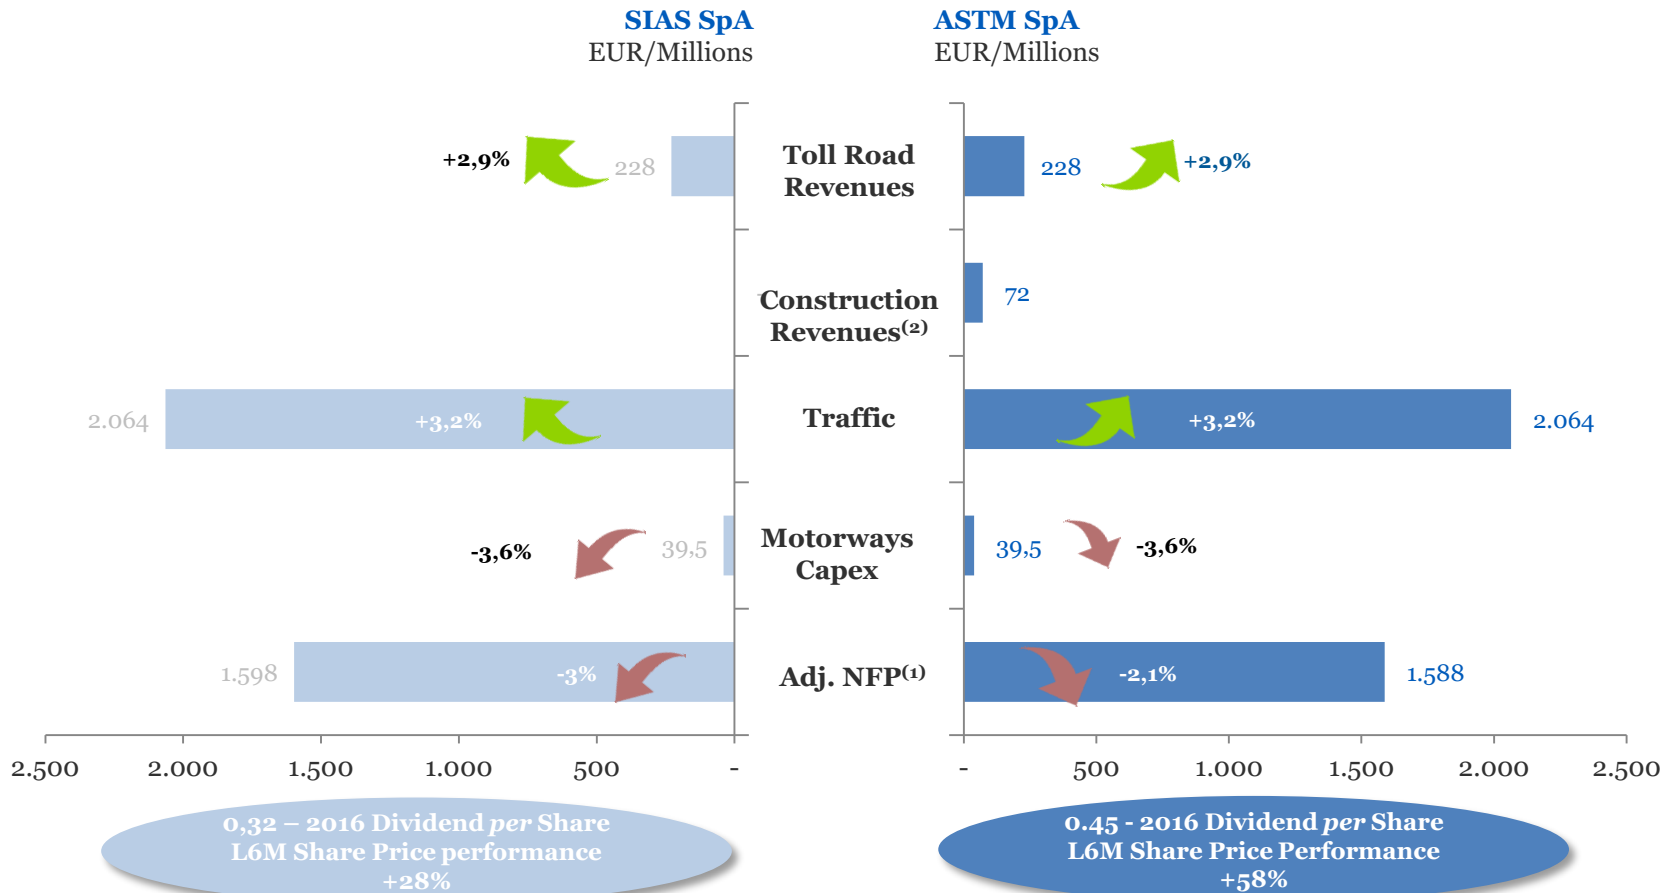 SIAS SpA
EUR/Millions
ASTM SpA
EUR/Millions
+2,9%
228
Toll Road
Revenues
228
+2,9%
-
Construction
Revenues(2)
72
2.064
+3,2%
Traffic
+3,2%
2.064
-3,6%
39,5
Motorways
Capex
39,5
-3,6%
1.598
-3%
Adj. NFP(1)
-2,1%
1.588
2.500 2.000 1.500 1.000 500 -
- 500 1.000 1.500 2.000 2.500
0,32 – 2016 Dividend per Share
L6M Share Price performance
+28%
0.45 - 2016 Dividend per Share
L6M Share Price Performance
+58%